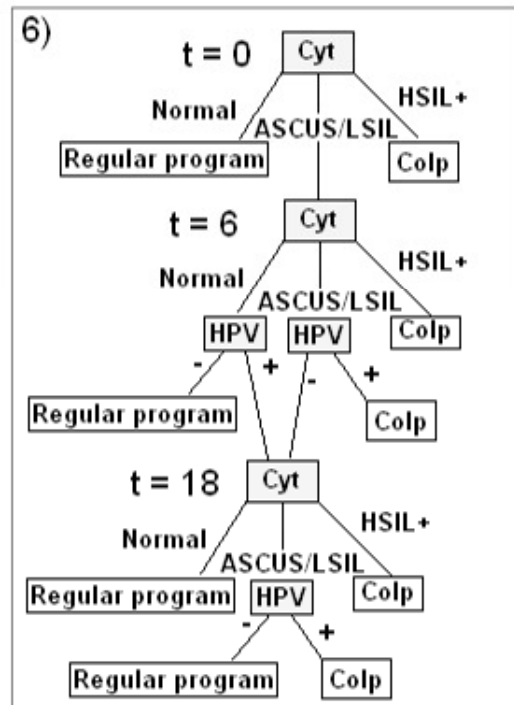 6)
t = 0
Cyt
Normal
ASCUS/LSIL
HSIL+
Regular program
Colp
t = 6
Cyt
Normal
ASCUS/LSIL
HSIL+
HPV
HPV
Colp
-
+
-
+
Regular program
Colp
t = 18
Cyt
Normal
ASCUS/LSIL
HSIL+
Regular program
HPV
Colp
-
+
Regular program
Colp